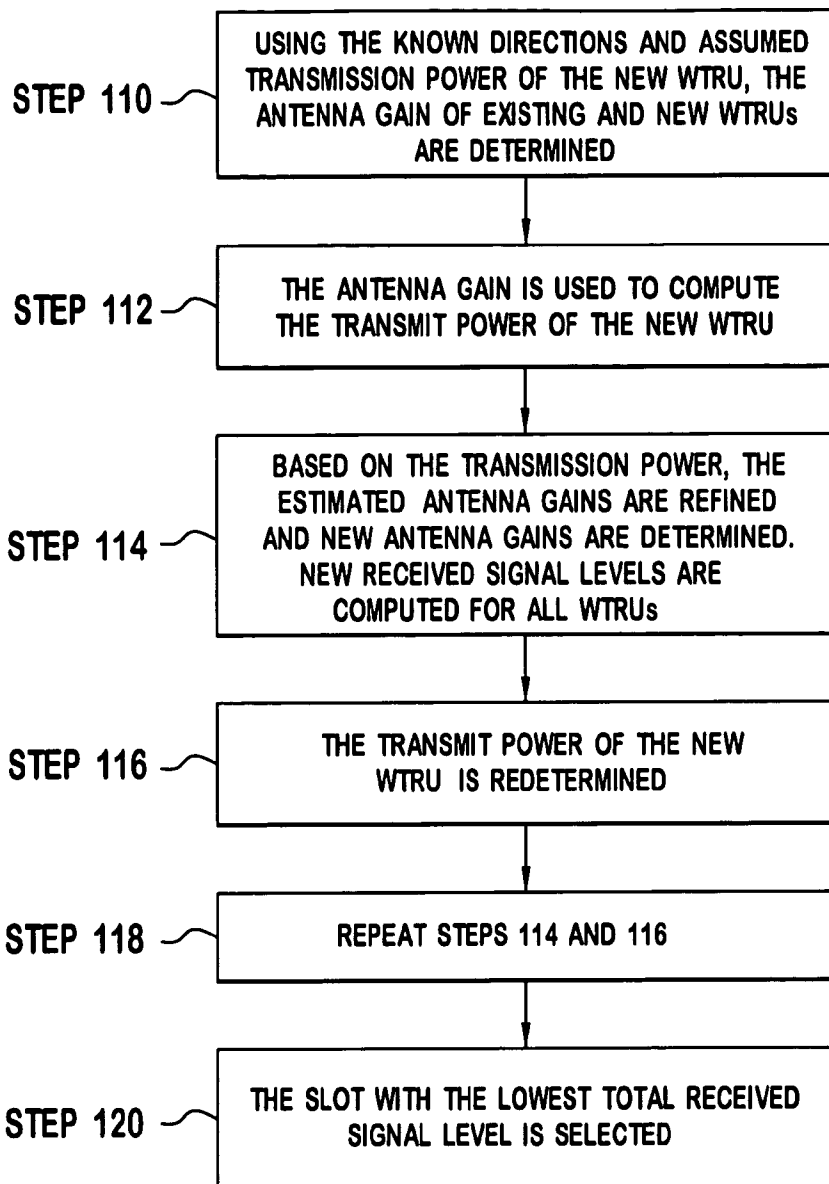 STEP 110
USING THE KNOWN DIRECTIONS AND ASSUMED
TRANSMISSION POWER OF THE NEW WTRU, THE
ANTENNA GAIN OF EXISTING AND NEW WTRUs
ARE DETERMINED
STEP 112
THE ANTENNA GAIN IS USED TO COMPUTE
THE TRANSMIT POWER OF THE NEW WTRU
STEP 114
BASED ON THE TRANSMISSION POWER, THE
ESTIMATED ANTENNA GAINS ARE REFINED
AND NEW ANTENNA GAINS ARE DETERMINED.
NEW RECEIVED SIGNAL LEVELS ARE
COMPUTED FOR ALL WTRUs
STEP 116
THE TRANSMIT POWER OF THE NEW
WTRU IS REDETERMINED
STEP 118
REPEAT STEPS 114 AND 116
STEP 120
THE SLOT WITH THE LOWEST TOTAL RECEIVED
SIGNAL LEVEL IS SELECTED